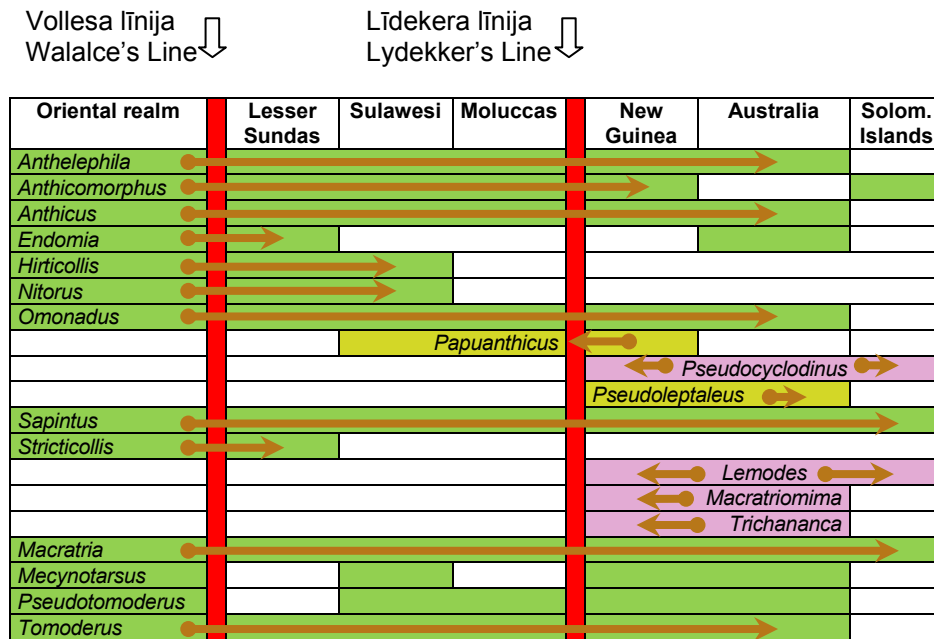 Vollesa līnija
Walalce's Line
Līdekera līnija
Lydekker's Line
Oriental realm Lesser Sulawesi Moluccas New Australia Solom.
Sundas Guinea Islands
Anthelephila
Anthicomorphus
Anthicus
Endomia
Hirticollis
Nitorus
Omonadus
Papuanthicus
Pseudocyclodinus
Pseudoleptaleus
Sapintus
Stricticollis
Lemodes
Macratriomima
Trichananca
Macratria
Mecynotarsus
Pseudotomoderus
Tomoderus